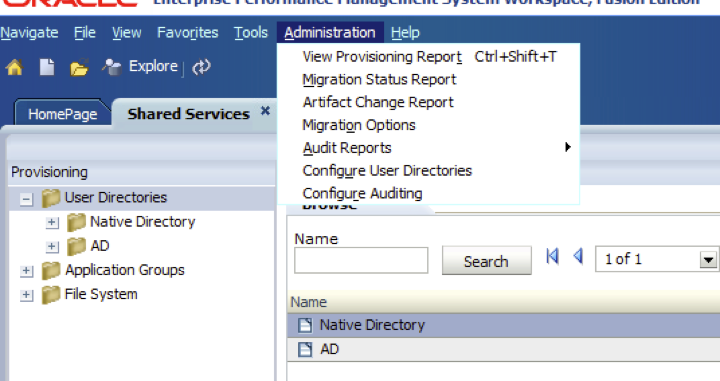 ORACLE Enterprise Performance Management System Workspace, Fusion Edition
Navigate File View Favorites Tools Administration Help
Explore
View Provisioning Report Ctrl+Shift+T
Migration Status Report
Artifact Change Report
Migration Options
Audit Reports
Configure User Directories
Configure Auditing
HomePage Shared Services
Provisioning
User Directories
Native Directory
AD
Application Groups
File System
Browse
Name
Search 1 of 1
Name
Native Directory
AD